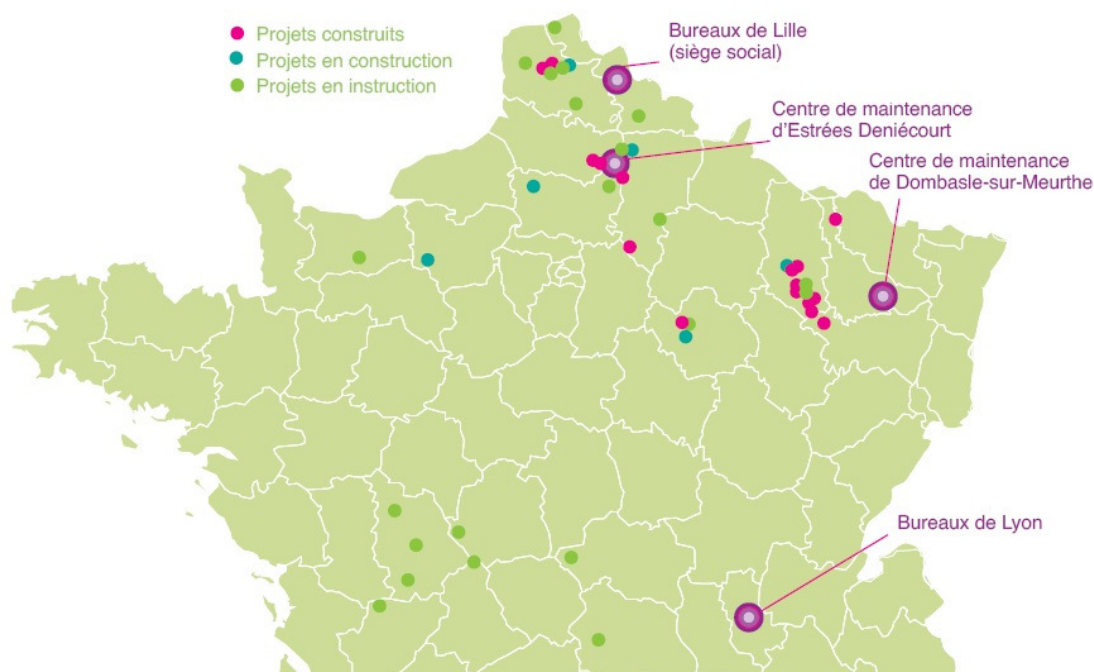 Projets construits
Projets en construction
Projets en instruction
Bureaux de Lille
(siège social)
Centre de maintenance
d'Estrées Deniécourt
Centre de maintenance
de Dombasle-sur-Meurthe
Bureaux de Lyon